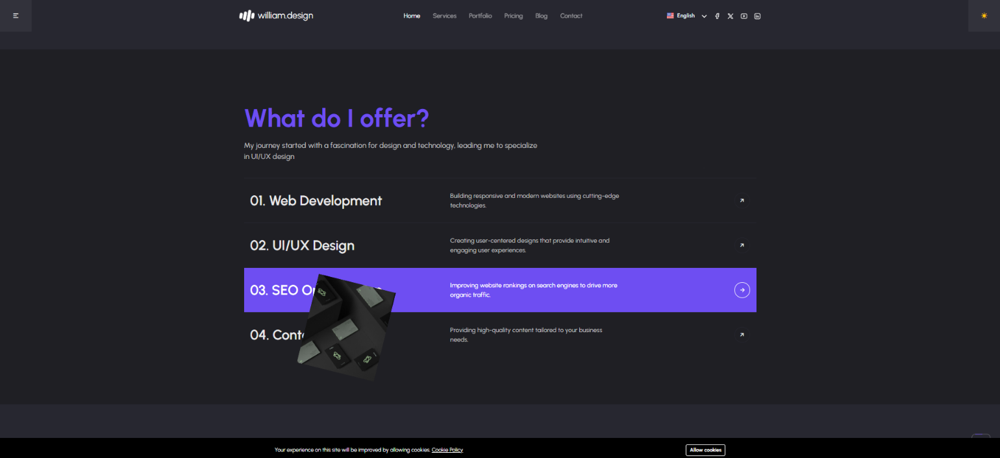 william.design
Home
Services
Portfolio
Pricing
Blog
Contact
English
What do I offer?
My journey started with a fascination for design and technology, leading me to specialize
in UI/UX design
01. Web Development
Building responsive and modern websites using cutting-edge
technologies.
02. UI/UX Design
Creating user-centered designs that provide intuitive and
engaging user experiences.
03. SEO
Improving website rankings on search engines to drive more
organic traffic.
04.
Providing high-quality content tailored to your business
needs.
Your experience on this site will be improved by allowing cookies. Cookie Policy
Allow cookies